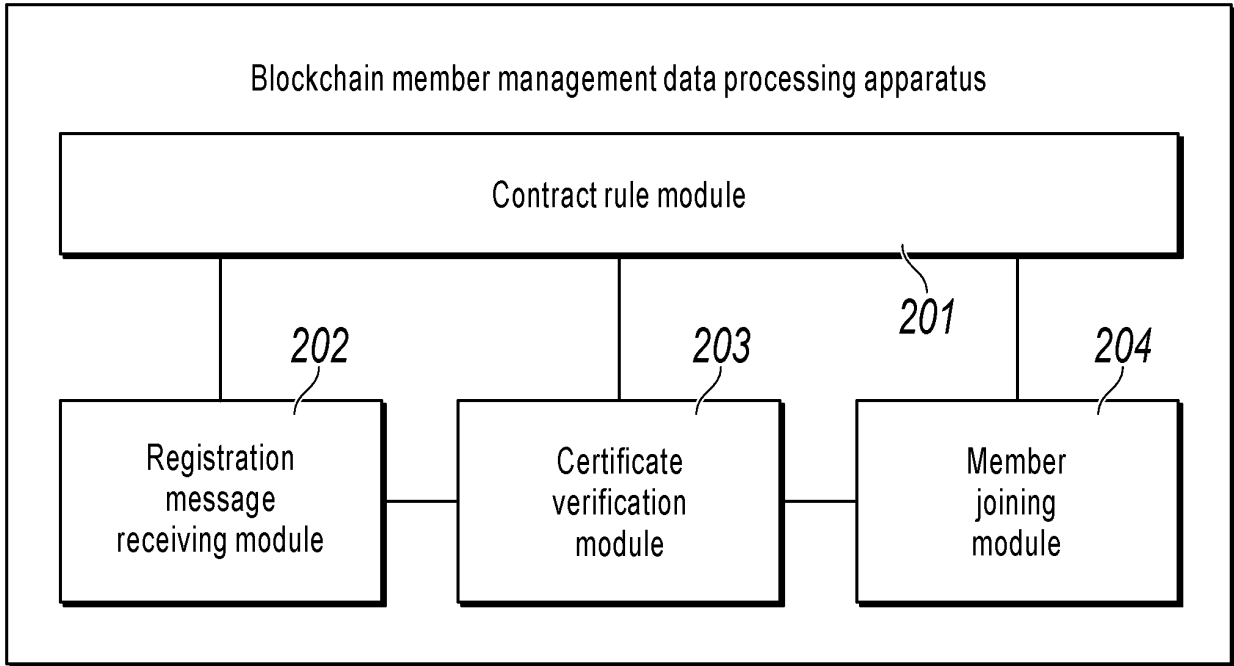 Blockchain member management data processing apparatus
Contract rule module
201
202
203
204
Registration
message
receiving module
Certificate
verification
module
Member
joining
module